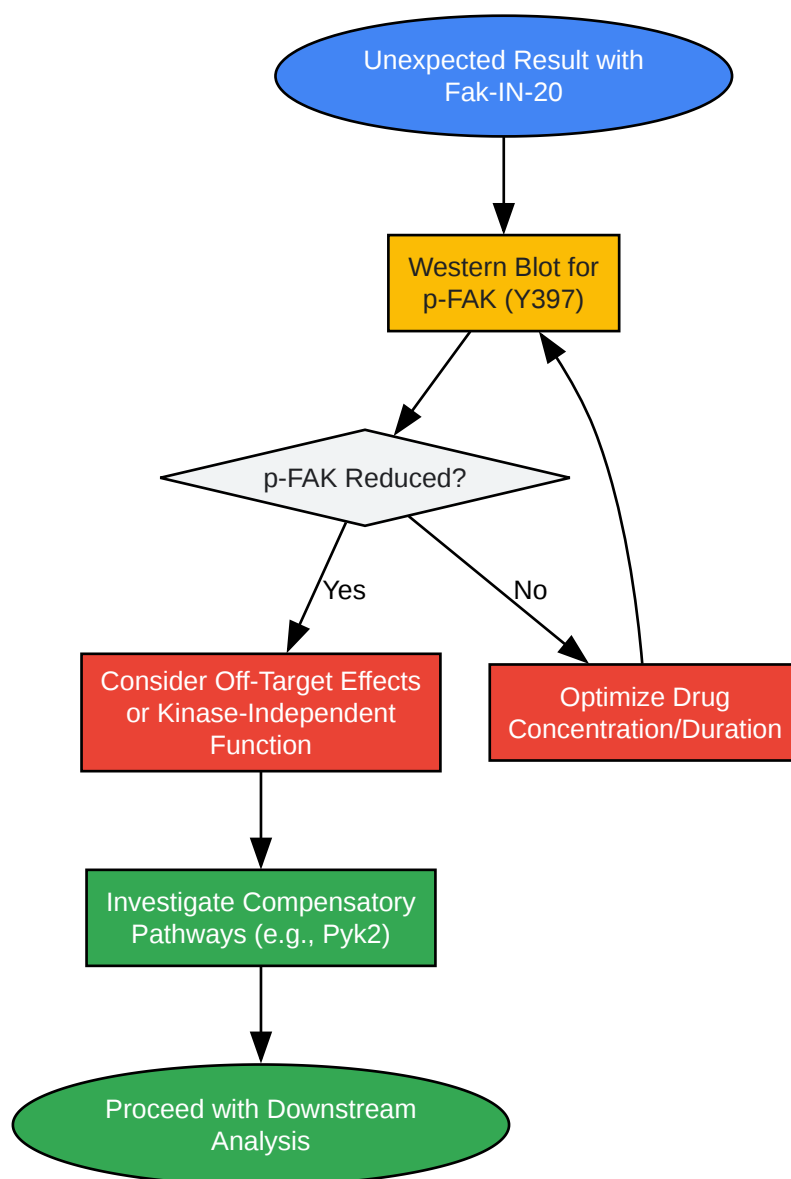 Unexpected Result with
Fak-IN-20
Western Blot for
p-FAK (Y397)
p-FAK Reduced?
Yes
No
Consider Off-Target Effects
or Kinase-Independent
Function
Optimize Drug
Concentration/Duration
Investigate Compensatory
Pathways (e.g., Pyk2)
Proceed with Downstream
Analysis